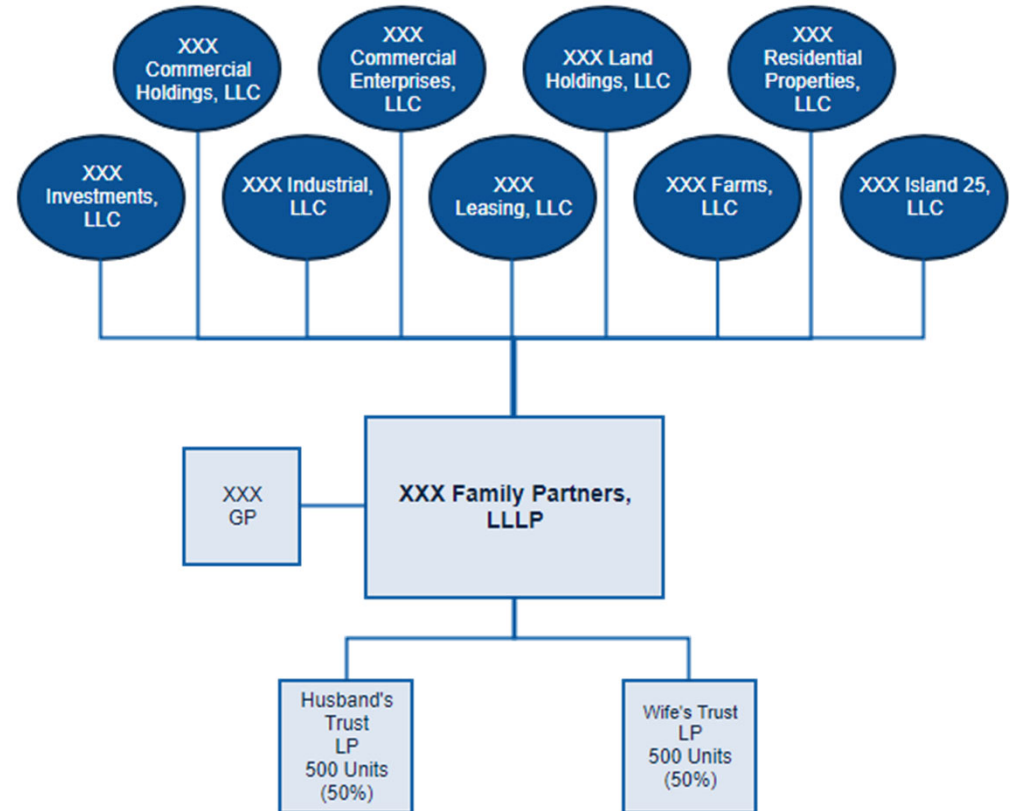 XXX
Commercial
Holdings, LLC
XXX
Commercial
Enterprises,
LLC
XXX Land
Holdings, LLC
XXX
Residential
Properties,
LLC
XXX
Investments,
LLC
XXX Industrial,
LLC
XXX
Leasing, LLC
XXX Farms,
LLC
XXX Island 25,
LLC
XXX
GP
XXX Family Partners,
LLLP
Husband's
Trust
LP
500 Units
(50%)
Wife's Trust
LP
500 Units
(50%)